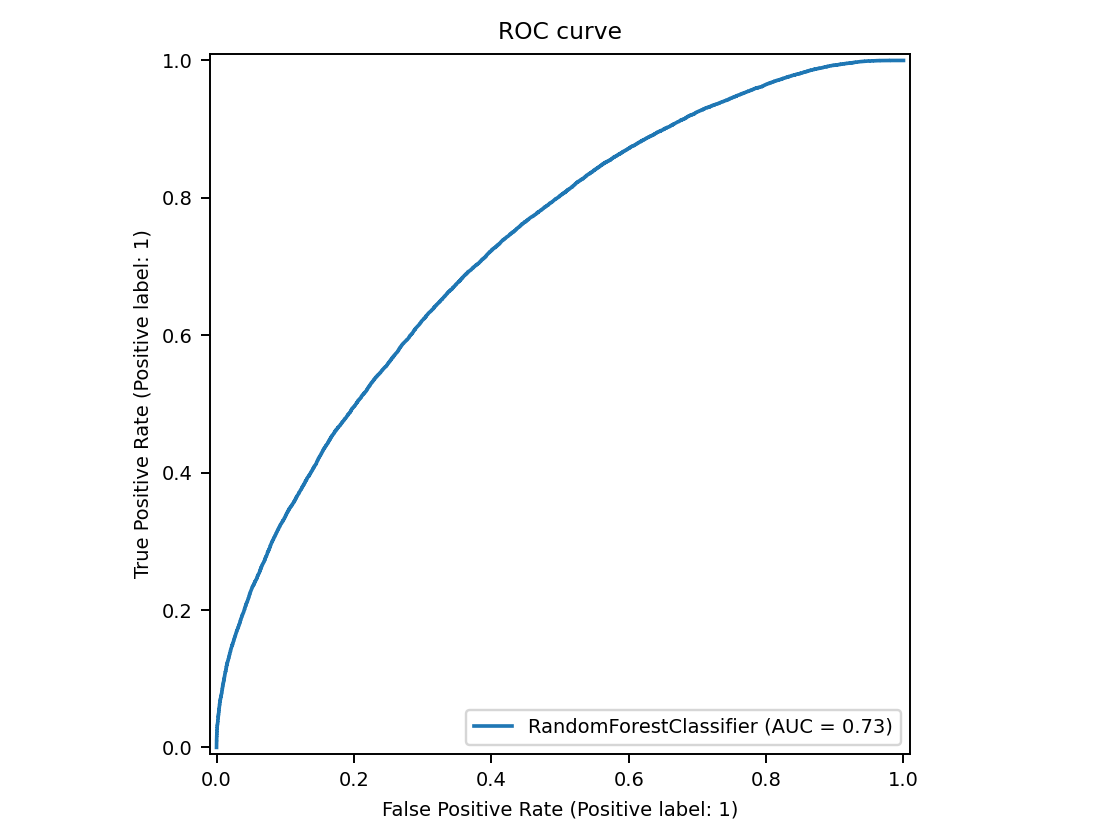 ROC curve
True Positive Rate (Positive label: 1)
1.0
0.8
0.6
0.4
0.2
0.0
RandomForestClassifier (AUC = 0.73)
0.0 0.2 0.4 0.6 0.8 1.0
False Positive Rate (Positive label: 1)